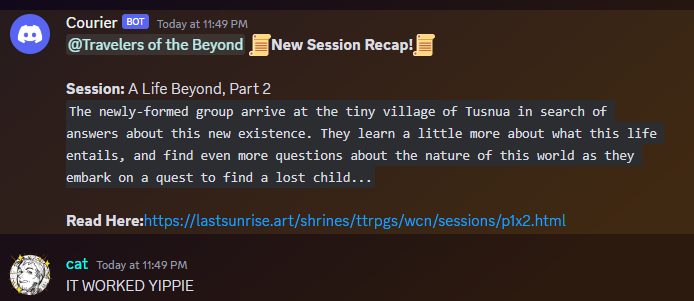 Courier BOT Today at 11:49 PM
@Travelers of the Beyond 📜New Session Recap!📜
Session: A Life Beyond, Part 2
The newly-formed group arrive at the tiny village of Tusnua in search of
answers about this new existence. They learn a little more about what this life
entails, and find even more questions about the nature of this world as they
embark on a quest to find a lost child...
Read Here:https://lastsunrise.art/shrines/ttrpgs/wcn/sessions/p1x2.html
cat Today at 11:49 PM
IT WORKED YIPPIE